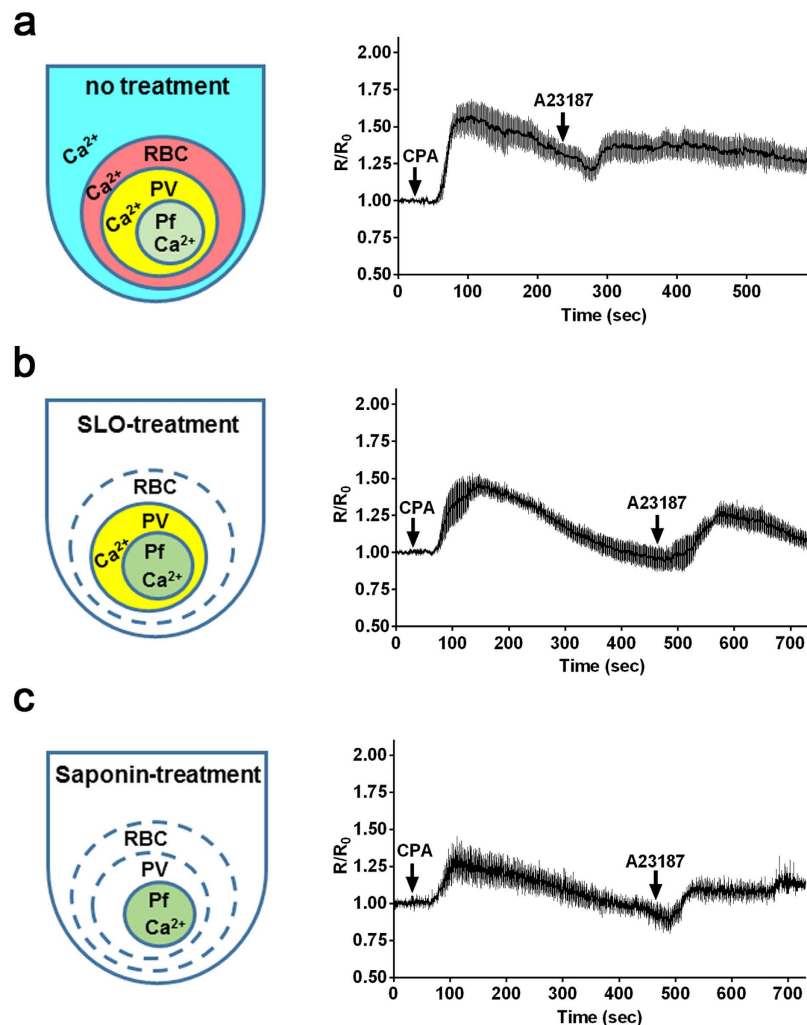 a
no treatment
Ca²⁺
RBC
Ca²⁺
PV
Ca²⁺
Pf
Ca²⁺
R/R₀
2.00
1.75
1.50
1.25
1.00
0.75
0.50
CPA
A23187
0 100 200 300 400 500
Time (sec)
b
SLO-treatment
RBC
PV
Ca²⁺
Pf
Ca²⁺
R/R₀
2.00
1.75
1.50
1.25
1.00
0.75
0.50
CPA
A23187
0 100 200 300 400 500 600 700
Time (sec)
c
Saponin-treatment
RBC
PV
Pf
Ca²⁺
R/R₀
2.00
1.75
1.50
1.25
1.00
0.75
0.50
CPA
A23187
0 100 200 300 400 500 600 700
Time (sec)